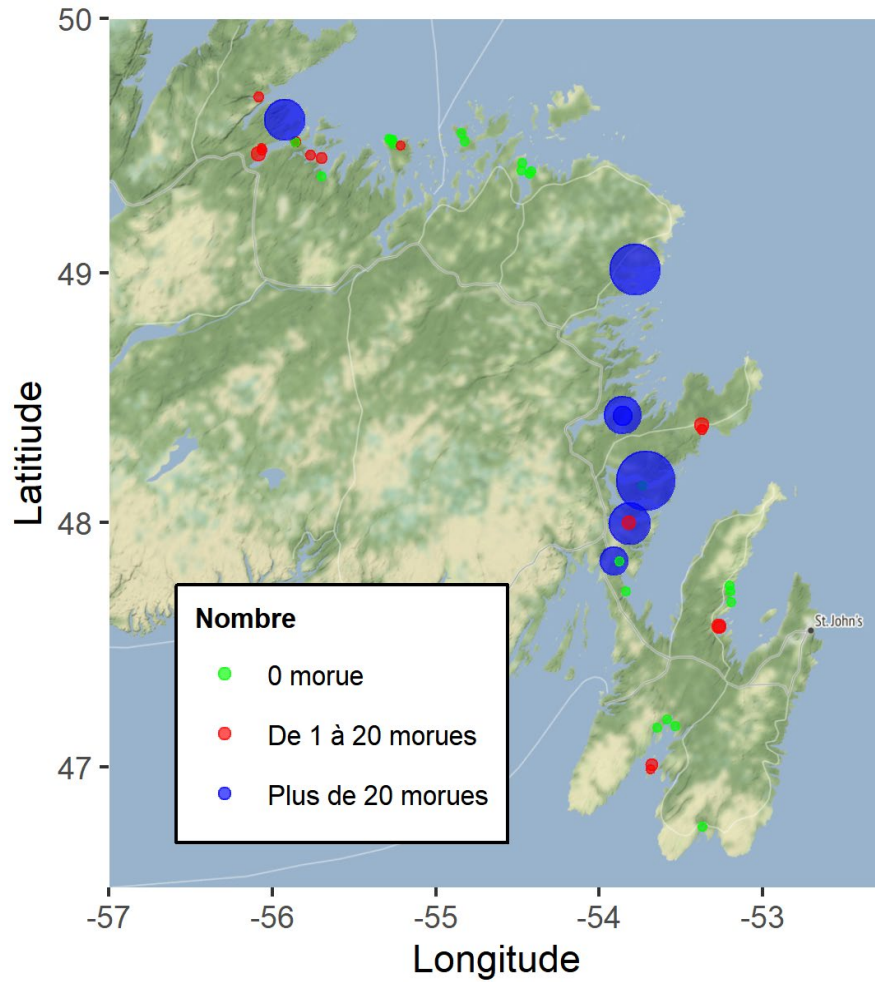 50
49
48
47
Latitiude
St. John's
Nombre
0 morue
De 1 à 20 morues
Plus de 20 morues
-57
-56
-55
-54
-53
Longitude